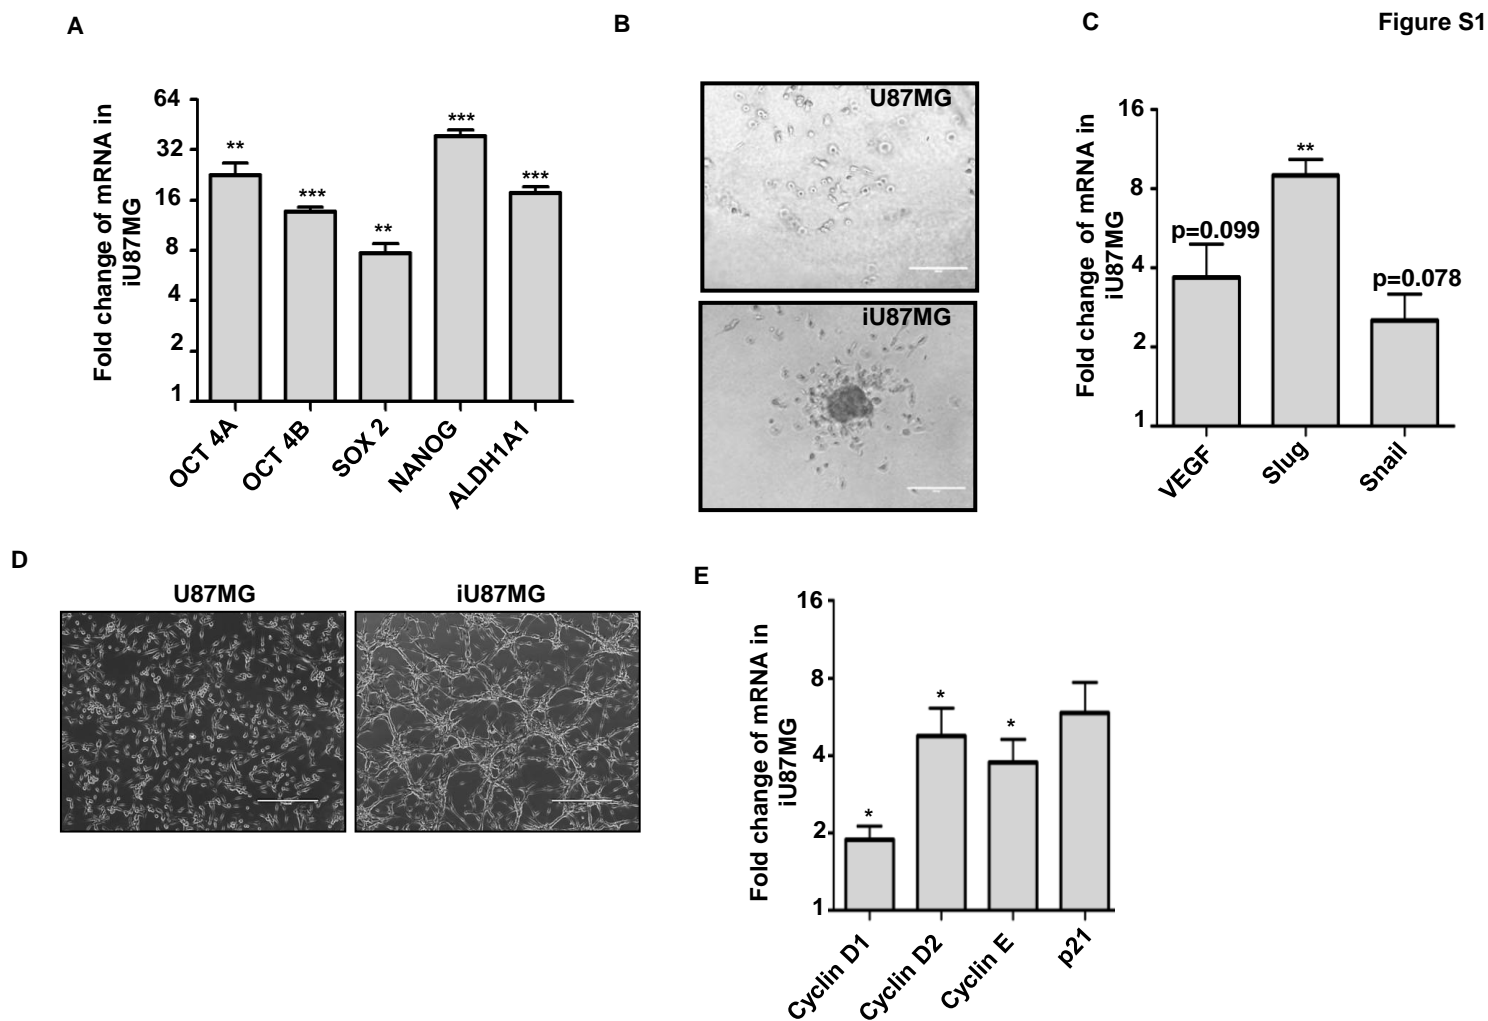 A
B
C
Figure S1
Fold change of mRNA in
iU87MG
64
32
16
8
4
2
1
**
***
**
***
***
OCT 4A
OCT 4B
SOX 2
NANOG
ALDH1A1
U87MG
iU87MG
Fold change of mRNA in
iU87MG
16
8
4
2
1
p=0.099
**
p=0.078
VEGF
Slug
Snail
D
U87MG
iU87MG
E
Fold change of mRNA in
iU87MG
16
8
4
2
1
*
*
*
Cyclin D1
Cyclin D2
Cyclin E
p21